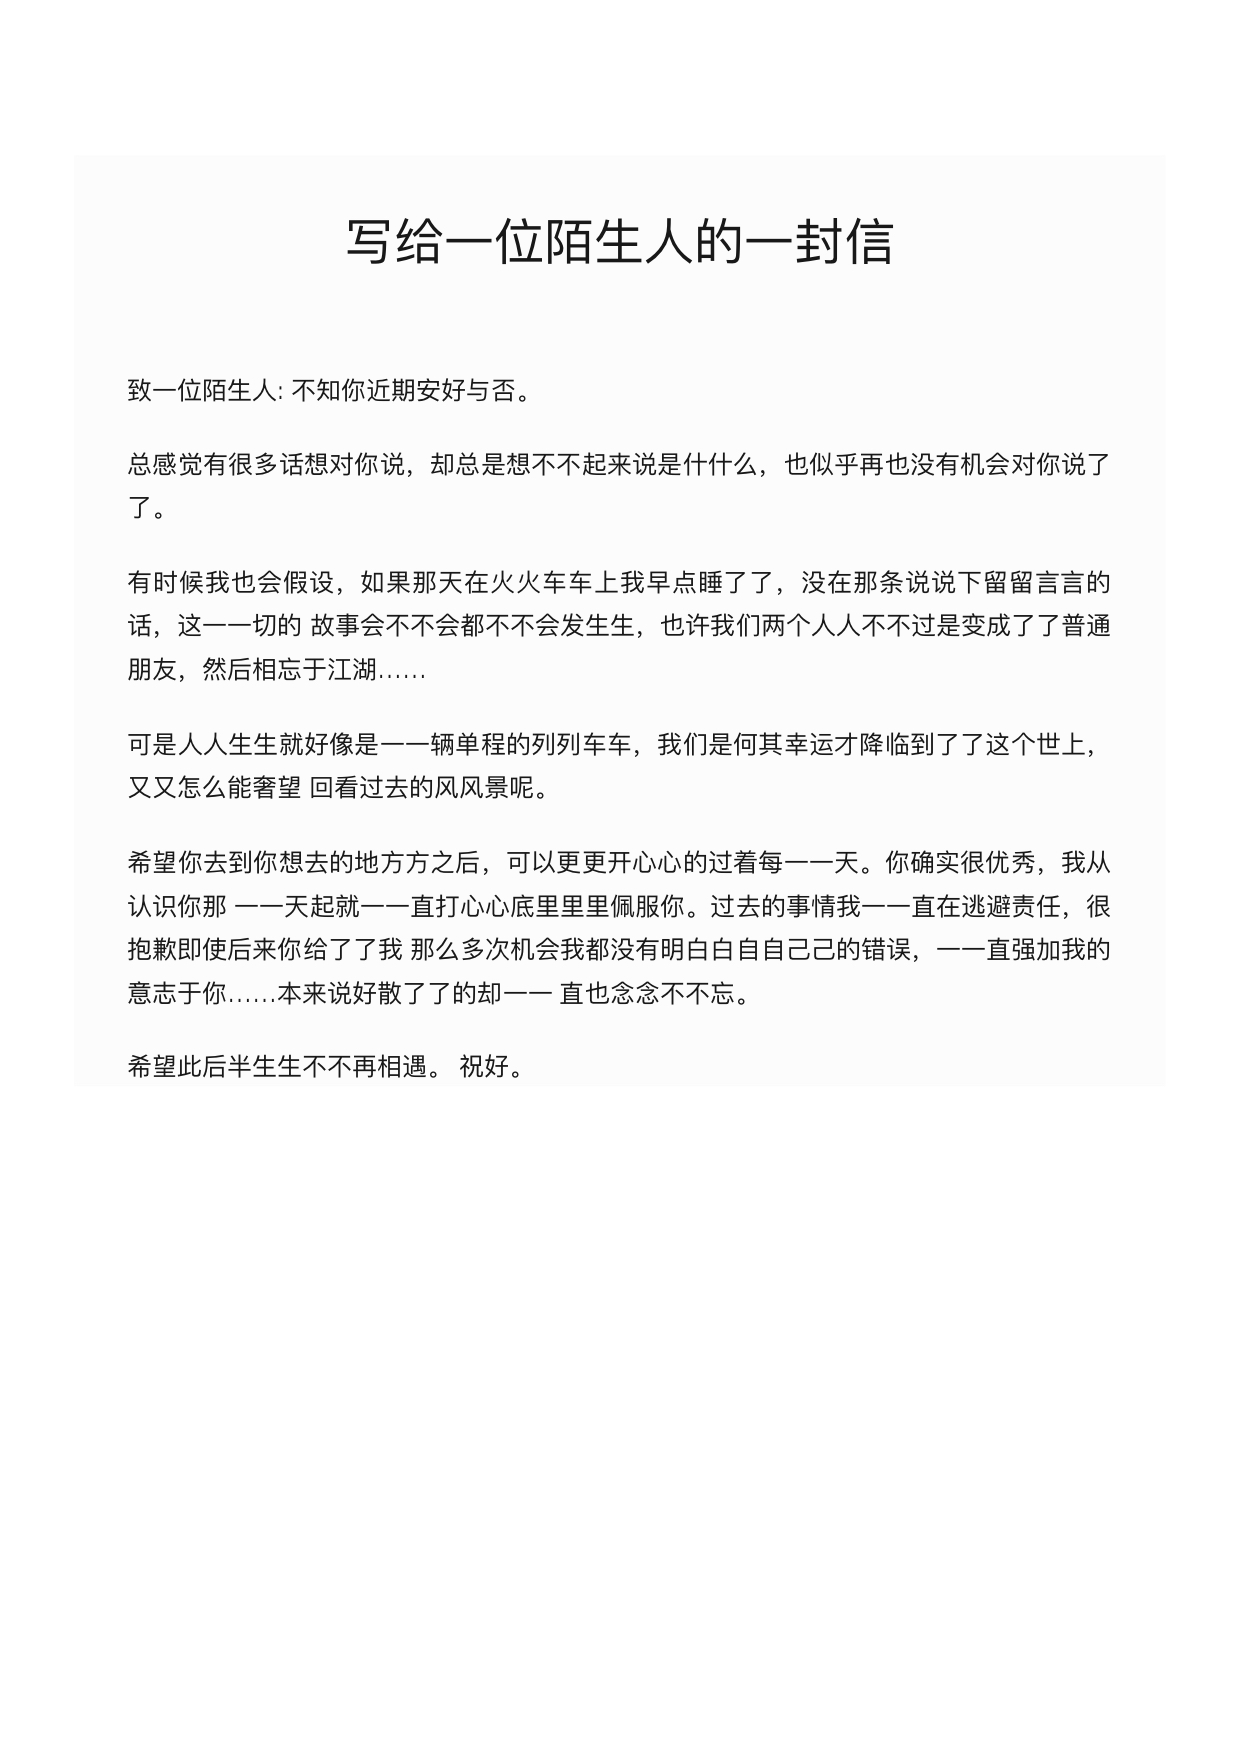 写给一位陌生人的一封信
致一位陌生人: 不知你近期安好与否。
总感觉有很多话想对你说，却总是想不不起来说是什什么，也似乎再也没有机会对你说了
了。
有时候我也会假设，如果那天在火火车车上我早点睡了了，没在那条说说下留留言言的
话，这一一切的 故事会不不会都不不会发生生，也许我们两个人人不不过是变成了了普通
朋友，然后相忘于江湖……
可是人人生生就好像是一一辆单程的列列车车，我们是何其幸运才降临到了了这个世上，
又又怎么能奢望 回看过去的风风景呢。
希望你去到你想去的地方方之后，可以更更开心心的过着每一一天。你确实很优秀，我从
认识你那 一一天起就一一直打心心底里里里佩服你。过去的事情我一一直在逃避责任，很
抱歉即使后来你给了了我 那么多次机会我都没有明白白自自己己的错误，一一直强加我的
意志于你……本来说好散了了的却一一 直也念念不不忘。
希望此后半生生不不再相遇。 祝好。